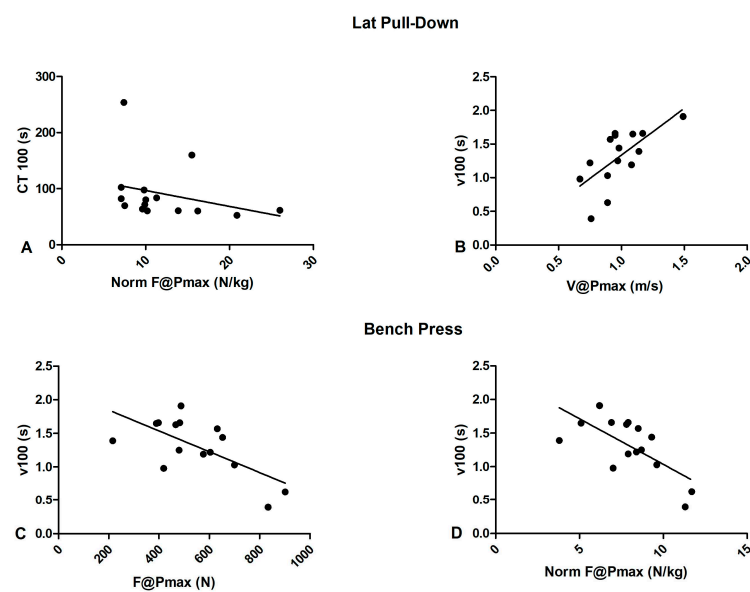 Lat Pull-Down
A
CT 100 (s)
300
200
100
0
0
10
20
30
Norm F@Pmax (N/kg)
B
v100 (s)
2.5
2.0
1.5
1.0
0.5
0.0
0.0
0.5
1.0
1.5
2.0
V@Pmax (m/s)
Bench Press
C
v100 (s)
2.5
2.0
1.5
1.0
0.5
0.0
0
200
400
600
800
1000
F@Pmax (N)
D
v100 (s)
2.5
2.0
1.5
1.0
0.5
0.0
0
5
10
15
Norm F@Pmax (N/kg)